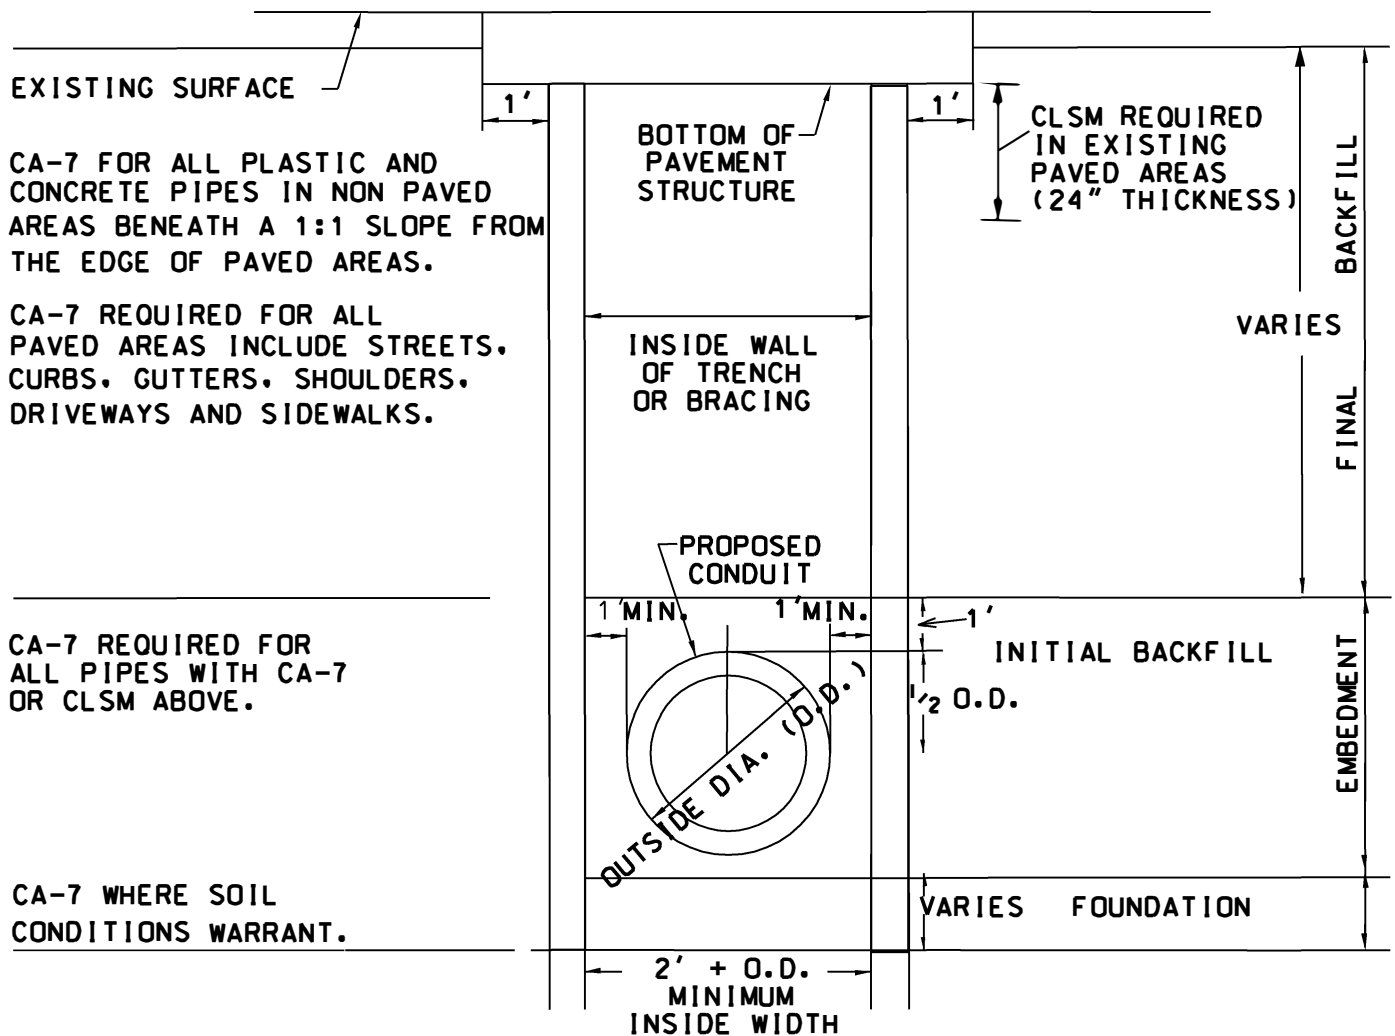 EXISTING SURFACE
1'
BOTTOM OF
PAVEMENT
STRUCTURE
1'
CLSM REQUIRED
IN EXISTING
PAVED AREAS
(24" THICKNESS)
CA-7 FOR ALL PLASTIC AND
CONCRETE PIPES IN NON PAVED
AREAS BENEATH A 1:1 SLOPE FROM
THE EDGE OF PAVED AREAS.
CA-7 REQUIRED FOR ALL
PAVED AREAS INCLUDE STREETS,
CURBS, GUTTERS, SHOULDERS,
DRIVEWAYS AND SIDEWALKS.
INSIDE WALL
OF TRENCH
OR BRACING
VARIES
FINAL BACKFILL
PROPOSED
CONDUIT
1'MIN.
1'MIN.
1'
INITIAL BACKFILL
CA-7 REQUIRED FOR
ALL PIPES WITH CA-7
OR CLSM ABOVE.
1/2 O.D.
OUTSIDE DIA. (O.D.)
EMBEDMENT
CA-7 WHERE SOIL
CONDITIONS WARRANT.
VARIES FOUNDATION
2' + O.D.
MINIMUM
INSIDE WIDTH